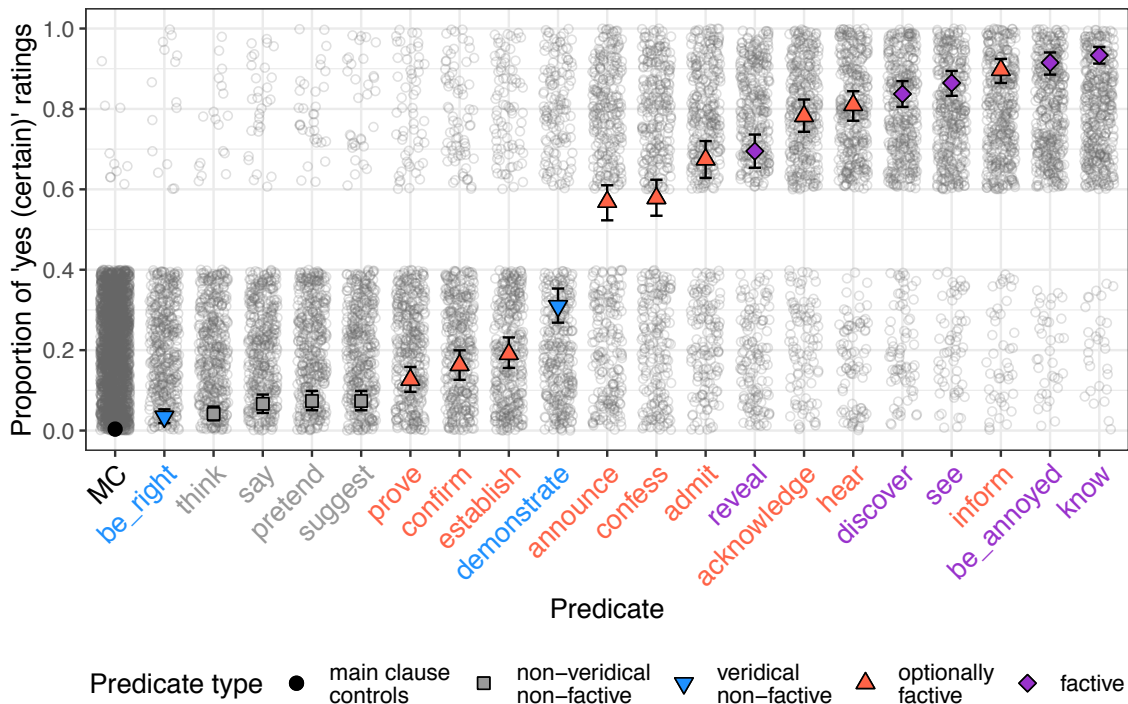 Proportion of 'yes (certain)' ratings
1.0
0.8
0.6
0.4
0.2
0.0
MC
be_right
think
say
pretend
suggest
prove
confirm
establish
demonstrate
announce
confess
admit
reveal
acknowledge
hear
discover
see
inform
be_annoyed
know
Predicate
Predicate type
main clause
controls
non-veridical
non-factive
veridical
non-factive
optionally
factive
factive